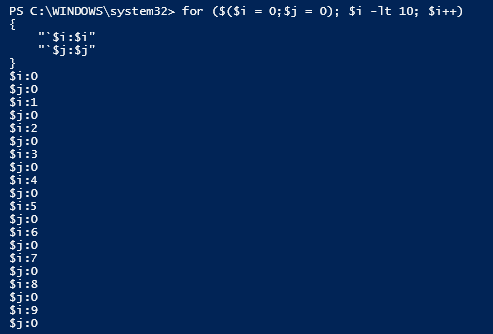 PS C:\WINDOWS\system32> for ($($i = 0;$j = 0); $i -lt 10; $i++)
{
    "`$i:$i"
    "`$j:$j"
}
$i:0
$j:0
$i:1
$j:0
$i:2
$j:0
$i:3
$j:0
$i:4
$j:0
$i:5
$j:0
$i:6
$j:0
$i:7
$j:0
$i:8
$j:0
$i:9
$j:0